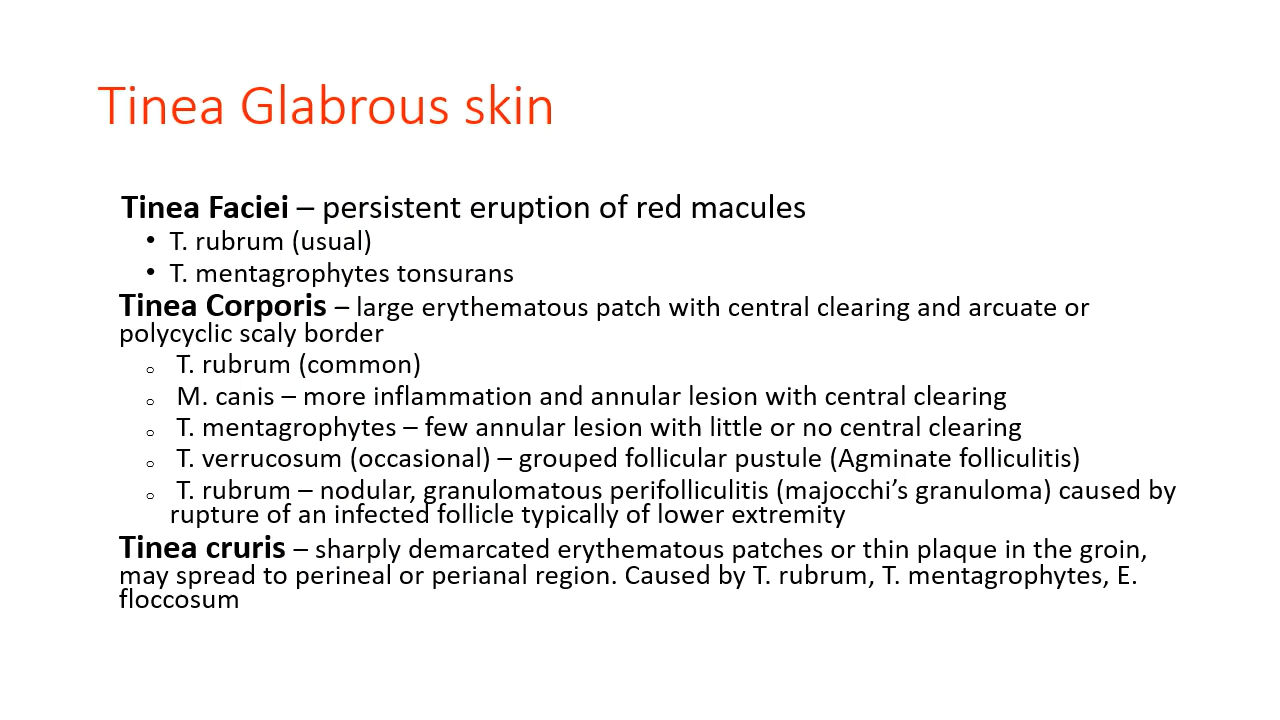 Tinea Glabrous skin
Tinea Faciei – persistent eruption of red macules
• T. rubrum (usual)
• T. mentagrophytes tonsurans
Tinea Corporis – large erythematous patch with central clearing and arcuate or
polycyclic scaly border
o T. rubrum (common)
o M. canis – more inflammation and annular lesion with central clearing
o T. mentagrophytes – few annular lesion with little or no central clearing
o T. verrucosum (occasional) – grouped follicular pustule (Agminate folliculitis)
o T. rubrum – nodular, granulomatous perifolliculitis (majocchi’s granuloma) caused by
rupture of an infected follicle typically of lower extremity
Tinea cruris – sharply demarcated erythematous patches or thin plaque in the groin,
may spread to perineal or perianal region. Caused by T. rubrum, T. mentagrophytes, E.
floccosum